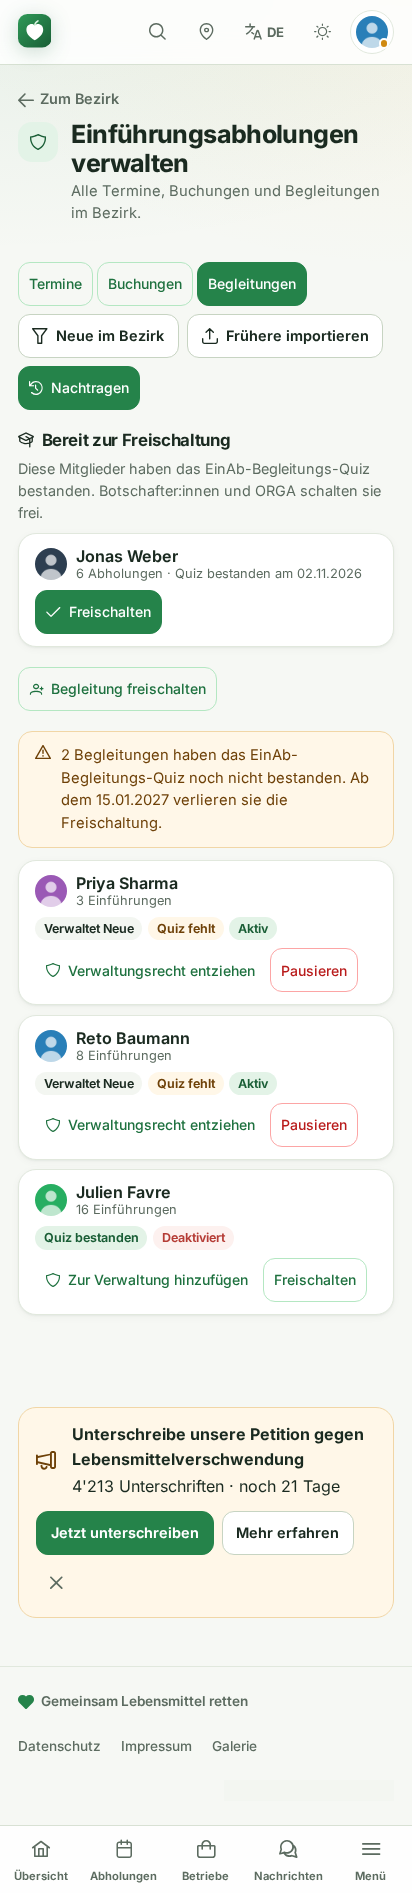 DE
Zum Bezirk
Einführungsabholungen
verwalten
Alle Termine, Buchungen und Begleitungen
im Bezirk.
Termine
Buchungen
Begleitungen
Neue im Bezirk
Frühere importieren
Nachtragen
Bereit zur Freischaltung
Diese Mitglieder haben das EinAb-Begleitungs-Quiz
bestanden. Botschafter:innen und ORGA schalten sie
frei.
Jonas Weber
6 Abholungen · Quiz bestanden am 02.11.2026
Freischalten
Begleitung freischalten
2 Begleitungen haben das EinAb-
Begleitungs-Quiz noch nicht bestanden. Ab
dem 15.01.2027 verlieren sie die
Freischaltung.
Priya Sharma
3 Einführungen
Verwaltet Neue
Quiz fehlt
Aktiv
Verwaltungsrecht entziehen
Pausieren
Reto Baumann
8 Einführungen
Verwaltet Neue
Quiz fehlt
Aktiv
Verwaltungsrecht entziehen
Pausieren
Julien Favre
16 Einführungen
Quiz bestanden
Deaktiviert
Zur Verwaltung hinzufügen
Freischalten
Unterschreibe unsere Petition gegen
Lebensmittelverschwendung
4'213 Unterschriften · noch 21 Tage
Jetzt unterschreiben
Mehr erfahren
Gemeinsam Lebensmittel retten
Datenschutz
Impressum
Galerie
Übersicht
Abholungen
Betriebe
Nachrichten
Menü